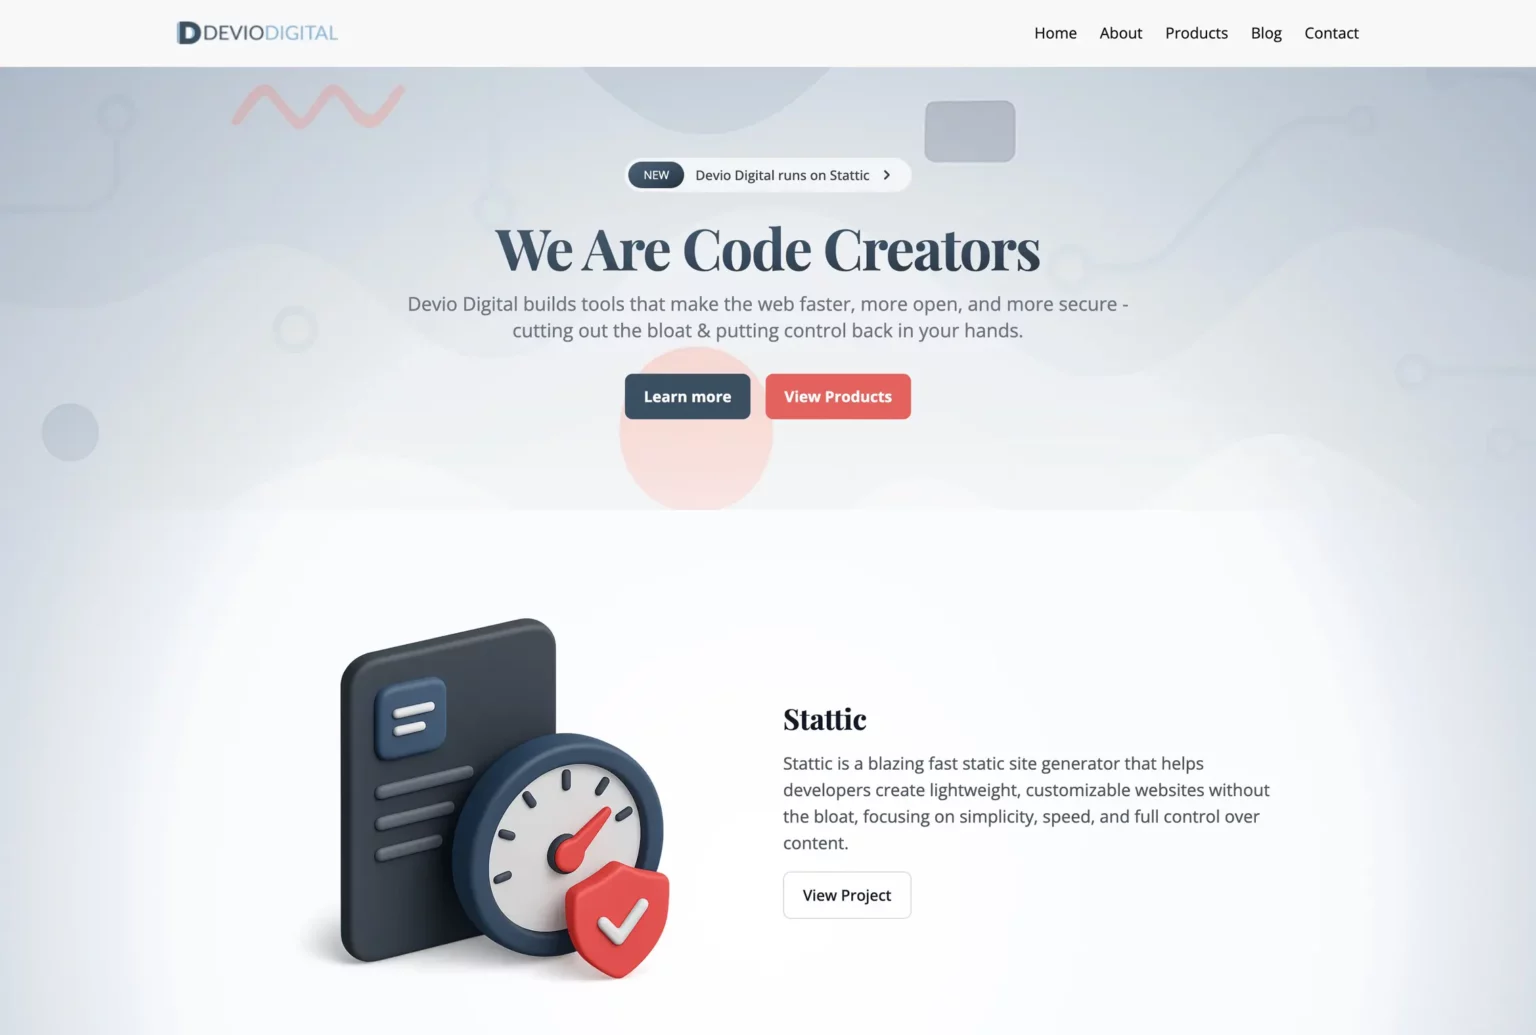 DEVIODIGITAL
Home About Products Blog Contact
NEW Devio Digital runs on Stattic
We Are Code Creators
Devio Digital builds tools that make the web faster, more open, and more secure -
cutting out the bloat & putting control back in your hands.
Learn more View Products
Stattic
Stattic is a blazing fast static site generator that helps
developers create lightweight, customizable websites without
the bloat, focusing on simplicity, speed, and full control over
content.
View Project